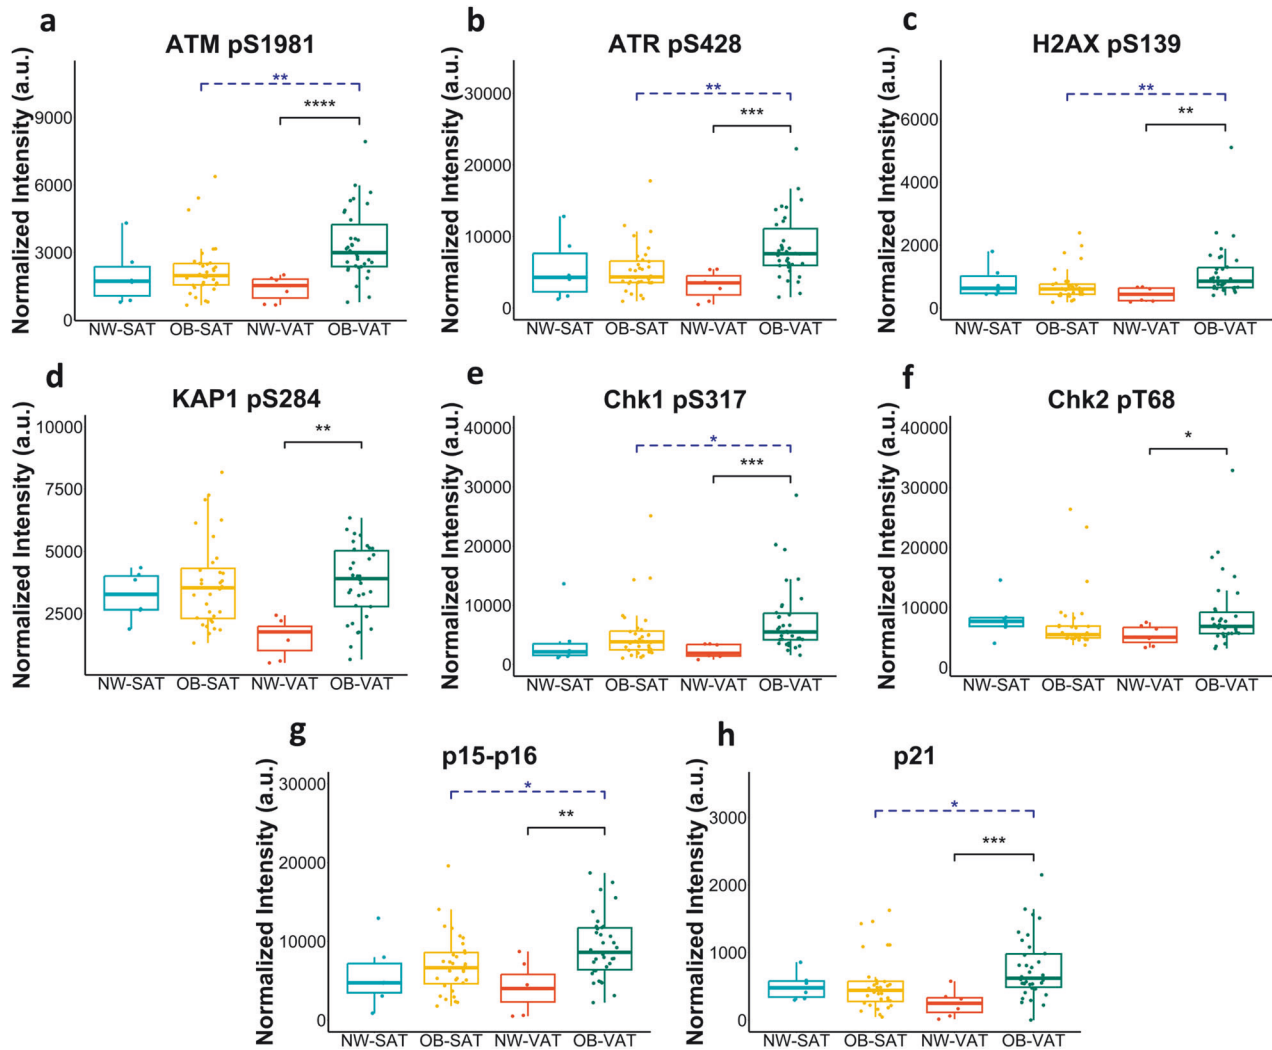 a
ATM pS1981
Normalized Intensity (a.u.)
9000
6000
3000
0
**
****
NW-SAT OB-SAT NW-VAT OB-VAT
b
ATR pS428
Normalized Intensity (a.u.)
30000
20000
10000
0
**
***
NW-SAT OB-SAT NW-VAT OB-VAT
c
H2AX pS139
Normalized Intensity (a.u.)
6000
4000
2000
0
**
**
NW-SAT OB-SAT NW-VAT OB-VAT
d
KAP1 pS284
Normalized Intensity (a.u.)
10000
7500
5000
2500
**
NW-SAT OB-SAT NW-VAT OB-VAT
e
Chk1 pS317
Normalized Intensity (a.u.)
40000
30000
20000
10000
0
*
***
NW-SAT OB-SAT NW-VAT OB-VAT
f
Chk2 pT68
Normalized Intensity (a.u.)
40000
30000
20000
10000
0
*
NW-SAT OB-SAT NW-VAT OB-VAT
g
p15-p16
Normalized Intensity (a.u.)
30000
20000
10000
0
*
**
NW-SAT OB-SAT NW-VAT OB-VAT
h
p21
Normalized Intensity (a.u.)
3000
2000
1000
0
*
***
NW-SAT OB-SAT NW-VAT OB-VAT